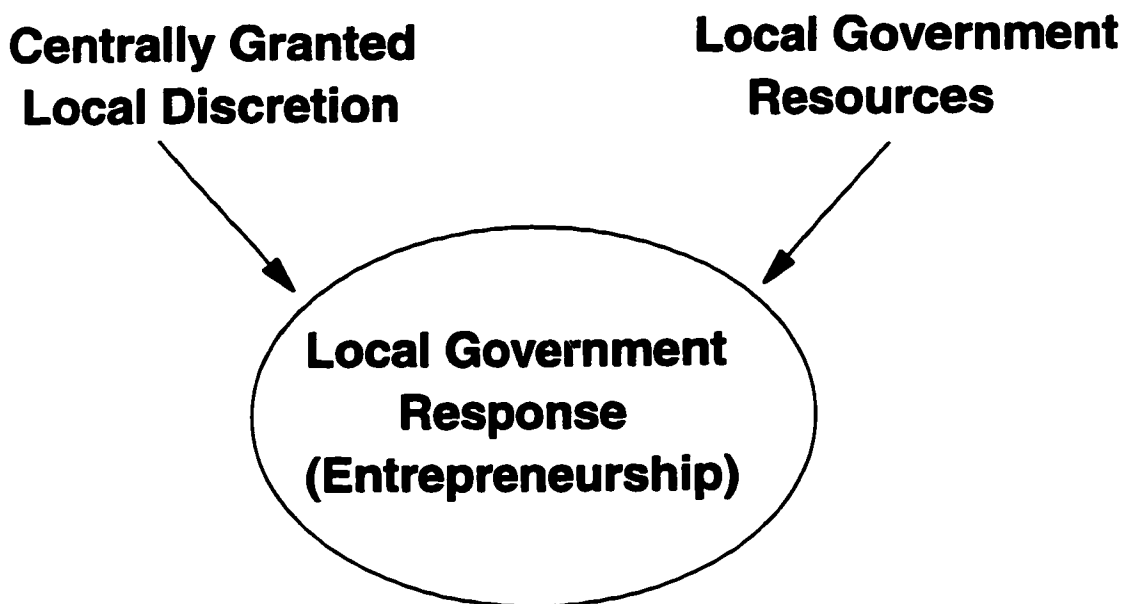 Centrally Granted
Local Discretion
Local Government
Resources
Local Government
Response
(Entrepreneurship)